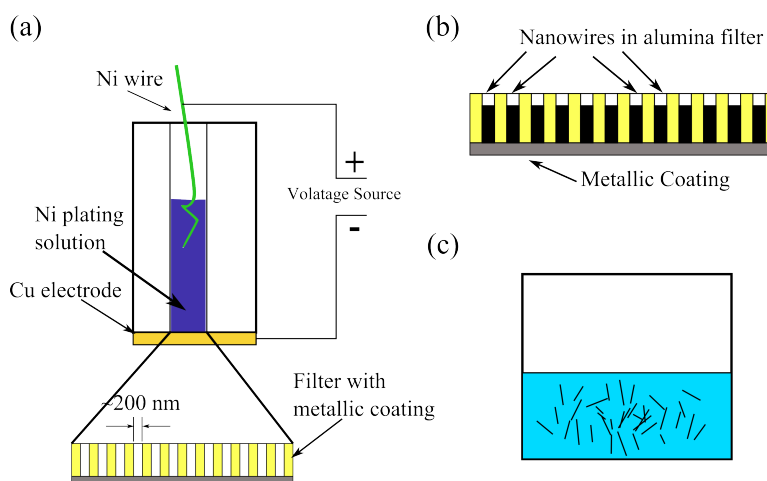 (a)
Ni wire
+
Volatage Source
-
Ni plating
solution
Cu electrode
~200 nm
Filter with
metallic coating
(b)
Nanowires in alumina filter
Metallic Coating
(c)